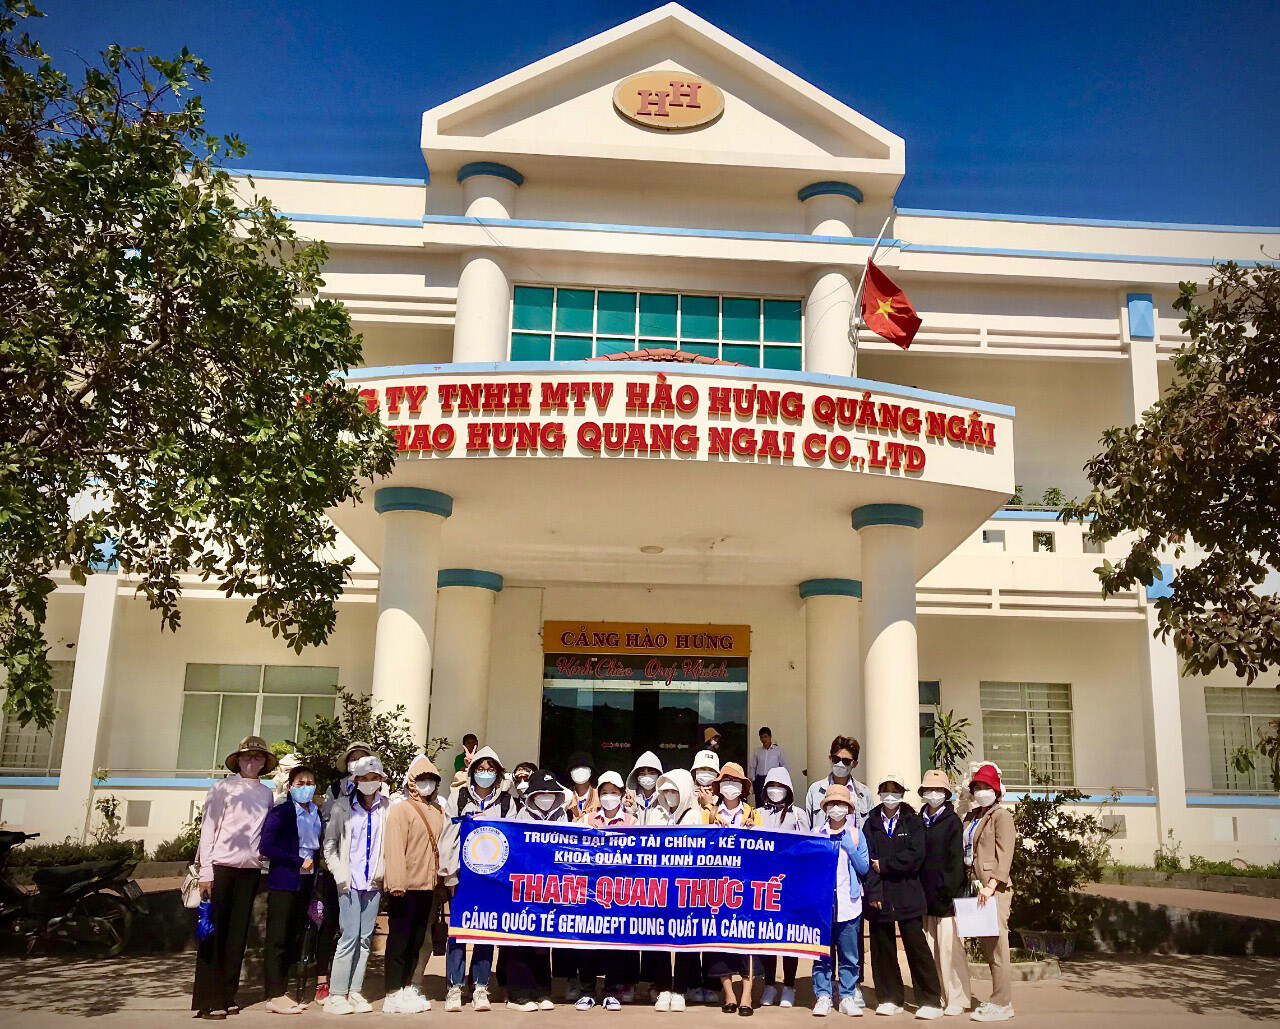 HH
TY TNHH MTV HÀO HƯNG QUẢNG NGÃI
HAO HUNG QUANG NGAI CO., LTD
CẢNG HÀO HƯNG
Kính Chào Quý Khách
TRƯỜNG ĐẠI HỌC TÀI CHÍNH - KẾ TOÁN
KHOA QUẢN TRỊ KINH DOANH
THAM QUAN THỰC TẾ
CẢNG QUỐC TẾ GEMADEPT DUNG QUẤT VÀ CẢNG HÀO HƯNG